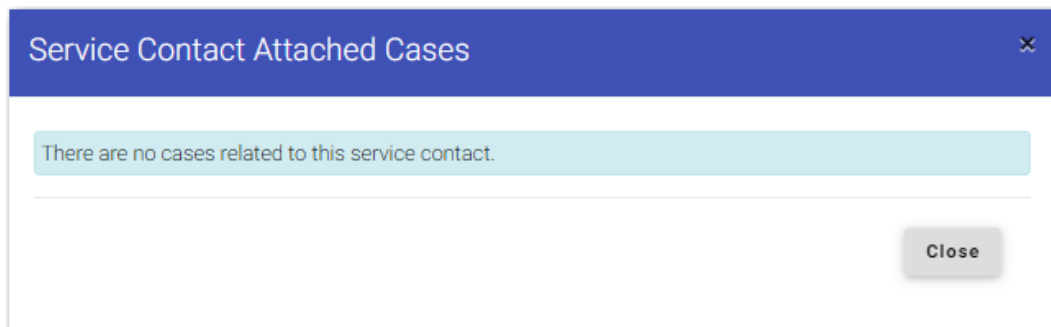 Service Contact Attached Cases
×
There are no cases related to this service contact.
Close